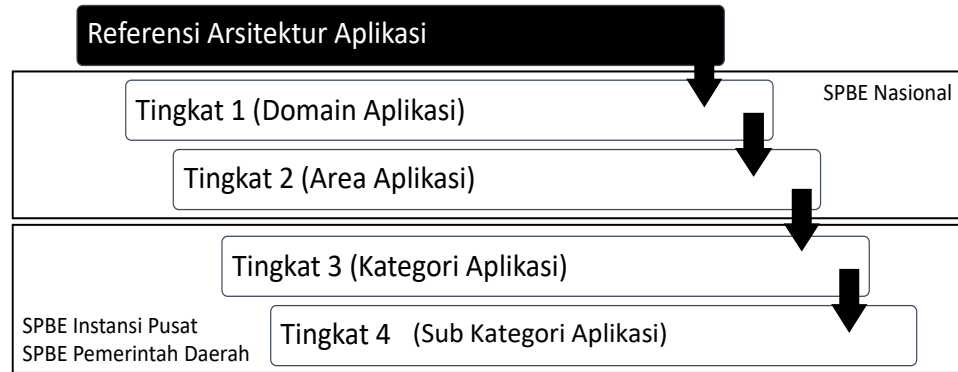 Referensi Arsitektur Aplikasi
SPBE Nasional
Tingkat 1 (Domain Aplikasi)
Tingkat 2 (Area Aplikasi)
Tingkat 3 (Kategori Aplikasi)
Tingkat 4 (Sub Kategori Aplikasi)
SPBE Instansi Pusat
SPBE Pemerintah Daerah